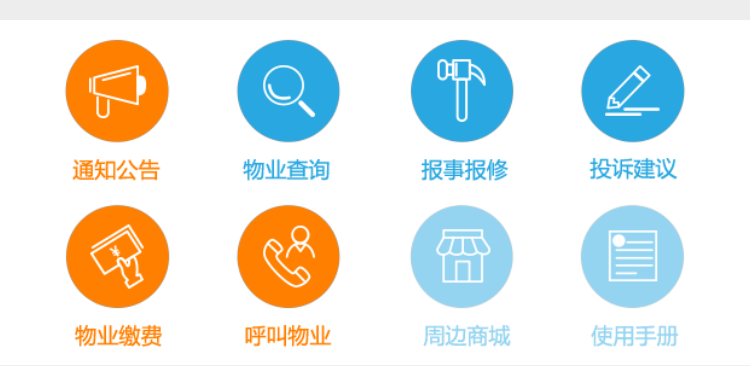 通知公告
物业查询
报事报修
投诉建议
物业缴费
呼叫物业
周边商城
使用手册